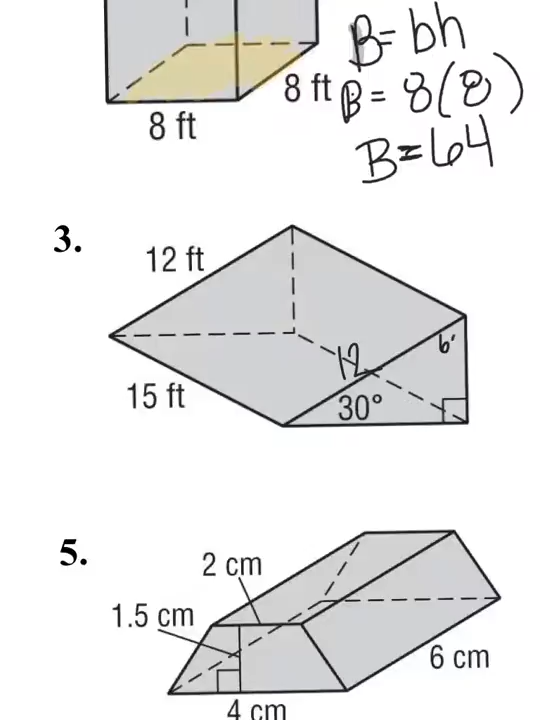 B = bh
8 ft
B = 8(8)
8 ft
B = 64
3.
12 ft
12
15 ft
30°
5.
2 cm
1.5 cm
6 cm
4 cm